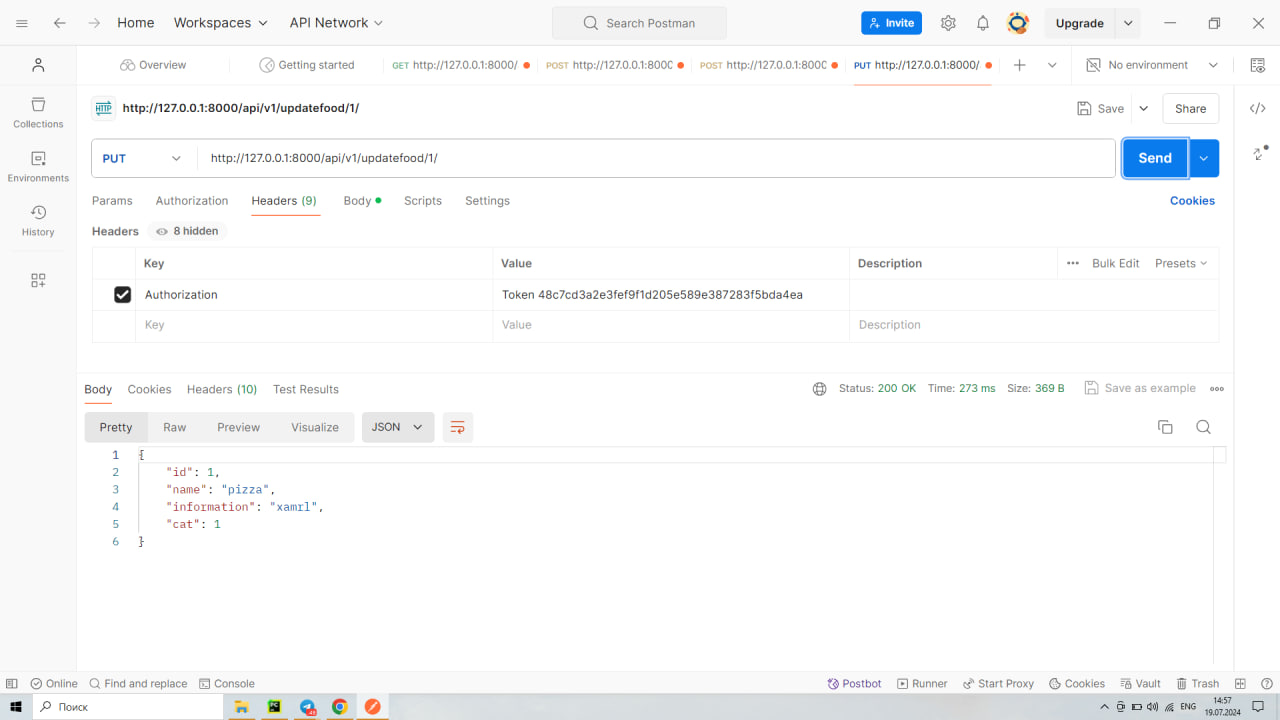 Home Workspaces API Network Search Postman Invite Upgrade
Overview Getting started GET http://127.0.0.1:8000/ POST http://127.0.0.1:8000 POST http://127.0.0.1:8000 PUT http://127.0.0.1:8000/ No environment
HTTP http://127.0.0.1:8000/api/v1/updatefood/1/ Save Share
Collections
PUT http://127.0.0.1:8000/api/v1/updatefood/1/ Send
Environments
Params Authorization Headers (9) Body Scripts Settings Cookies
History
Headers 8 hidden
Key Value Description Bulk Edit Presets
Authorization Token 48c7cd3a2e3fef9f1d205e589e387283f5bda4ea
Key Value Description
Body Cookies Headers (10) Test Results Status: 200 OK Time: 273 ms Size: 369 B Save as example
Pretty Raw Preview Visualize JSON
1 {
2 "id": 1,
3 "name": "pizza",
4 "information": "xamrl",
5 "cat": 1
6 }
Online Find and replace Console Postbot Runner Start Proxy Cookies Vault Trash
Поиск ENG 14:57
19.07.2024